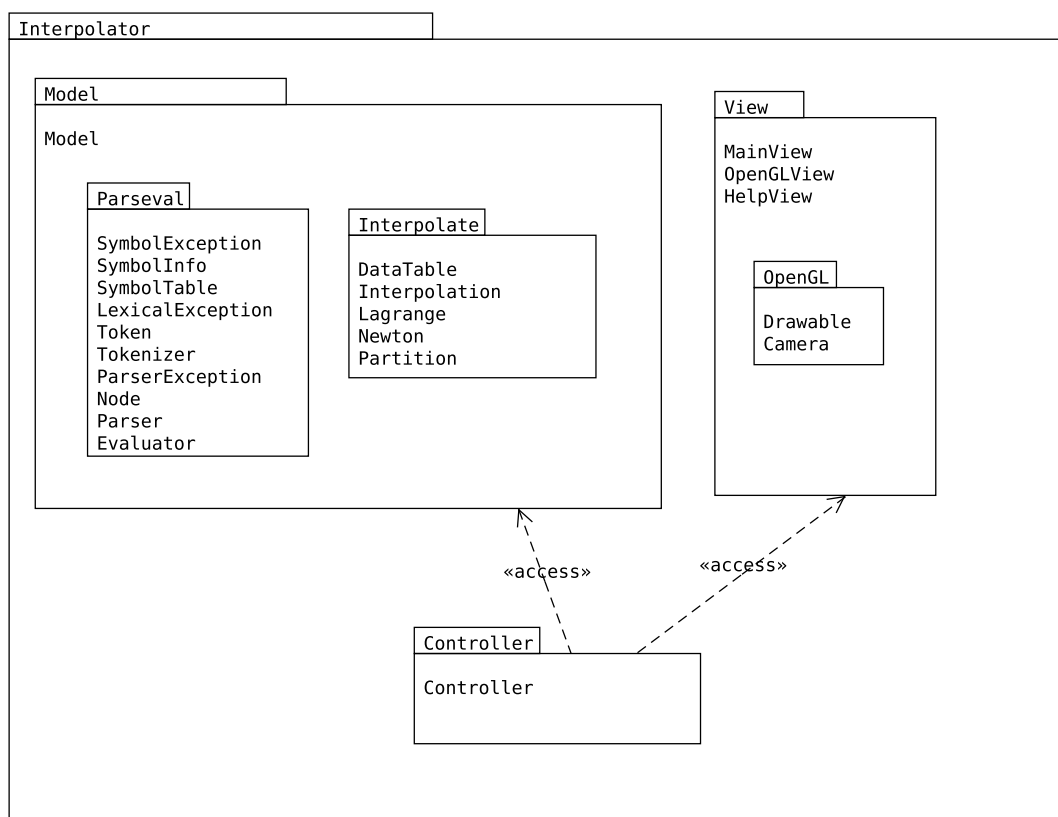 Interpolator
Model
Model
Parseval
SymbolException
SymbolInfo
SymbolTable
LexicalException
Token
Tokenizer
ParserException
Node
Parser
Evaluator
Interpolate
DataTable
Interpolation
Lagrange
Newton
Partition
View
MainView
OpenGLView
HelpView
OpenGL
Drawable
Camera
«access»
«access»
Controller
Controller